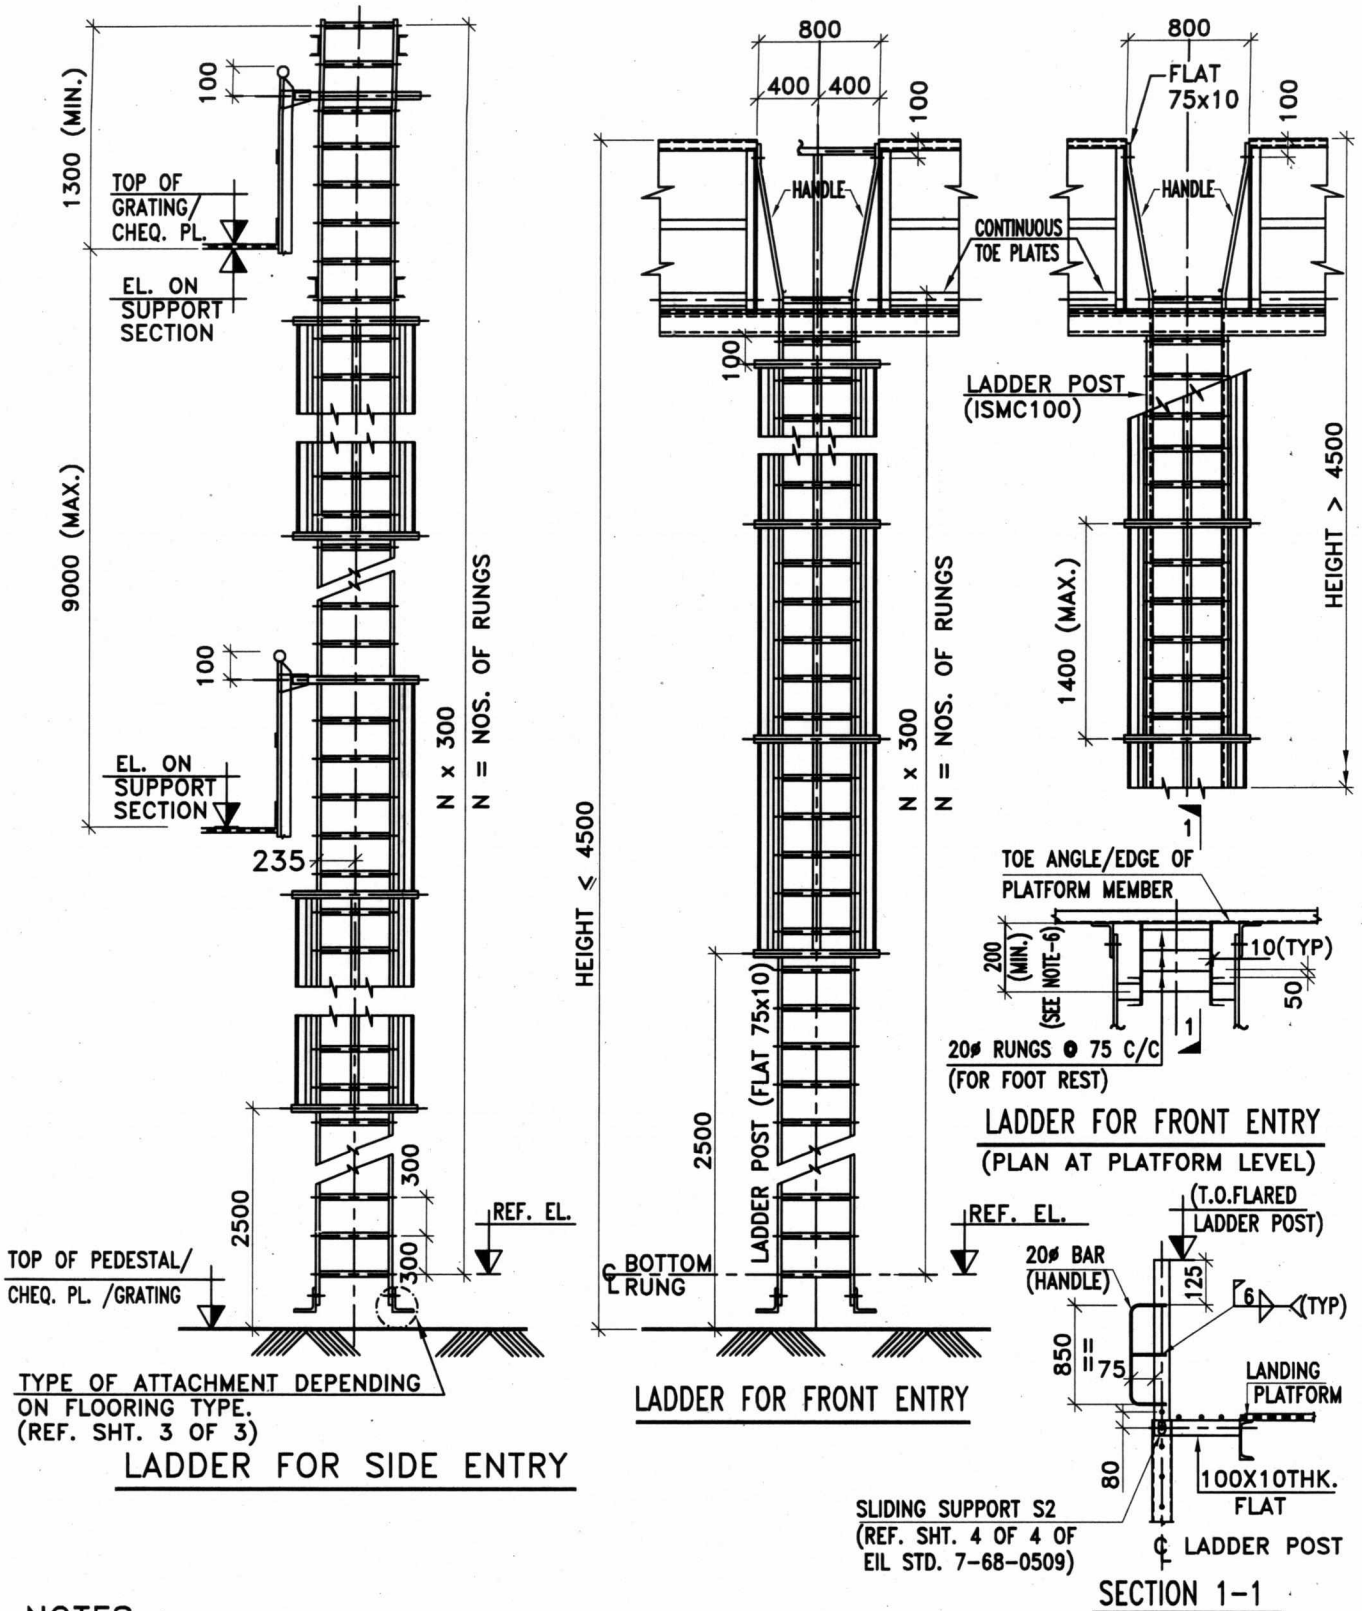 1300 (MIN.)
100
TOP OF
GRATING/
CHEQ. PL.
EL. ON
SUPPORT
SECTION
9000 (MAX.)
100
EL. ON
SUPPORT
SECTION
235
N x 300
N = NOS. OF RUNGS
2500
300
300
REF. EL.
TOP OF PEDESTAL/
CHEQ. PL. /GRATING
TYPE OF ATTACHMENT DEPENDING
ON FLOORING TYPE.
(REF. SHT. 3 OF 3)
LADDER FOR SIDE ENTRY
800
400
400
100
HANDLE
CONTINUOUS
TOE PLATES
100
HEIGHT ≤ 4500
N x 300
N = NOS. OF RUNGS
2500
LADDER POST (FLAT 75x10)
REF. EL.
℄ BOTTOM
RUNG
LADDER FOR FRONT ENTRY
800
FLAT
75x10
100
HANDLE
LADDER POST
(ISMC100)
1400 (MAX.)
HEIGHT > 4500
1
TOE ANGLE/EDGE OF
PLATFORM MEMBER
200
(MIN.)
(SEE NOTE-6)
10(TYP)
50
1
20ø RUNGS @ 75 C/C
(FOR FOOT REST)
LADDER FOR FRONT ENTRY
(PLAN AT PLATFORM LEVEL)
(T.O.FLARED
LADDER POST)
20ø BAR
(HANDLE)
125
6
(TYP)
850
=
=
75
LANDING
PLATFORM
80
100X10THK.
FLAT
SLIDING SUPPORT S2
(REF. SHT. 4 OF 4 OF
EIL STD. 7-68-0509)
℄ LADDER POST
SECTION 1-1